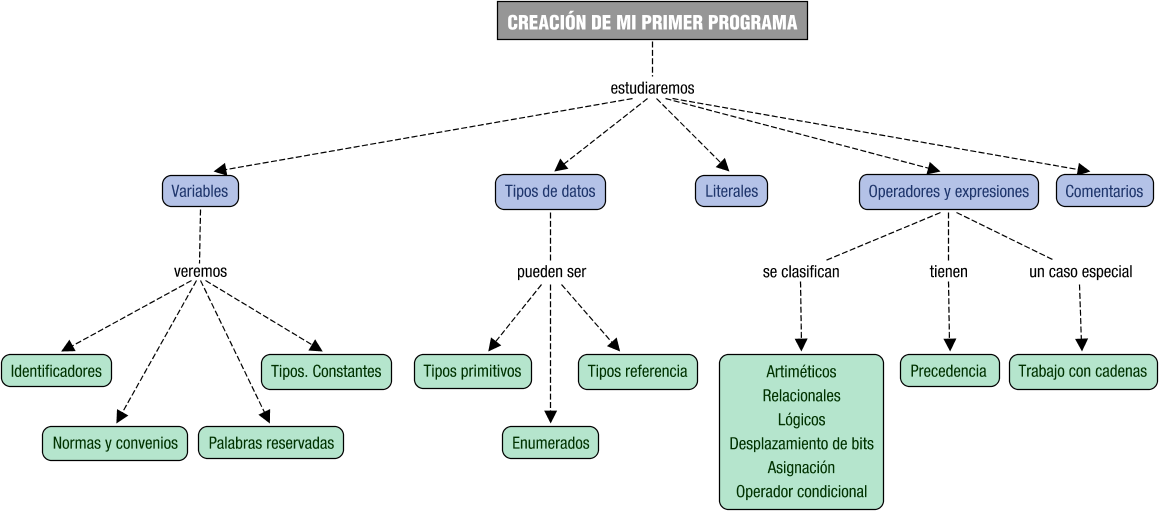 CREACIÓN DE MI PRIMER PROGRAMA
estudiaremos
Variables
Tipos de datos
Literales
Operadores y expresiones
Comentarios
veremos
pueden ser
se clasifican
tienen
un caso especial
Identificadores
Tipos. Constantes
Tipos primitivos
Tipos referencia
Artiméticos
Relacionales
Lógicos
Desplazamiento de bits
Asignación
Operador condicional
Precedencia
Trabajo con cadenas
Normas y convenios
Palabras reservadas
Enumerados